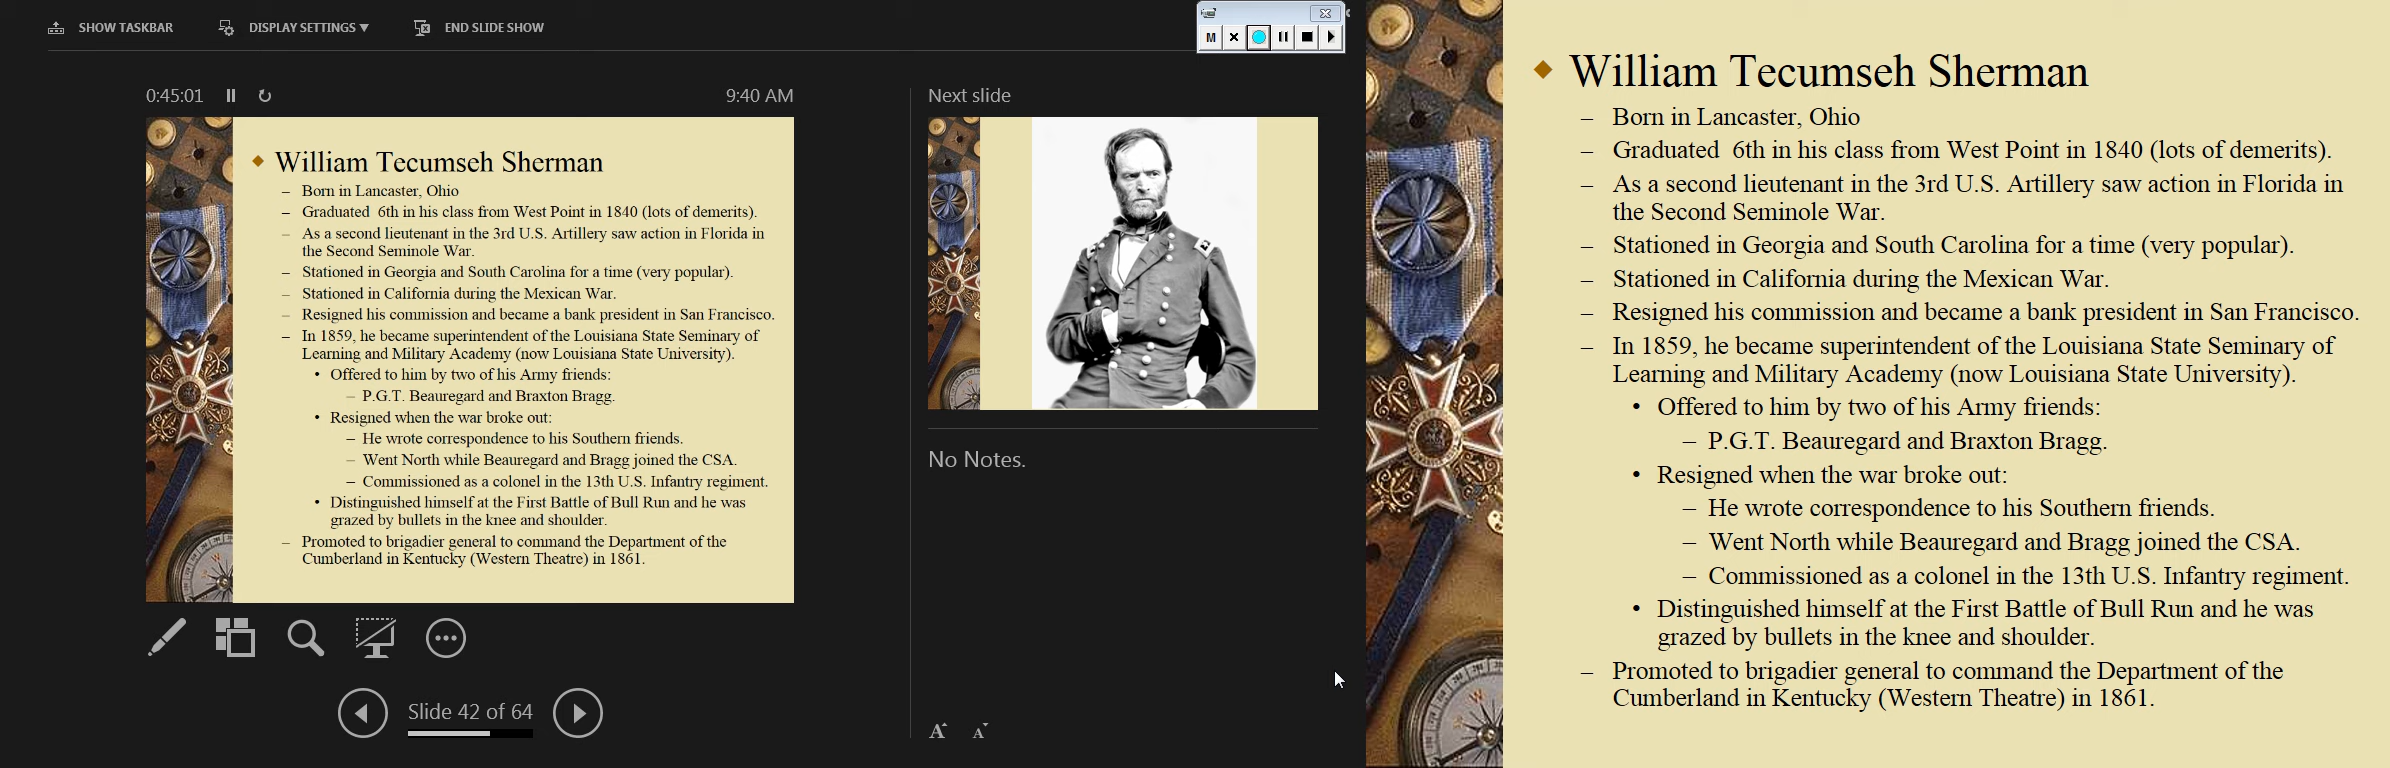 SHOW TASKBAR
DISPLAY SETTINGS
END SLIDE SHOW
M
0:45:01
9:40 AM
William Tecumseh Sherman
– Born in Lancaster, Ohio
– Graduated  6th in his class from West Point in 1840 (lots of demerits).
– As a second lieutenant in the 3rd U.S. Artillery saw action in Florida in
the Second Seminole War.
– Stationed in Georgia and South Carolina for a time (very popular).
– Stationed in California during the Mexican War.
– Resigned his commission and became a bank president in San Francisco.
– In 1859, he became superintendent of the Louisiana State Seminary of
Learning and Military Academy (now Louisiana State University).
• Offered to him by two of his Army friends:
– P.G.T. Beauregard and Braxton Bragg.
• Resigned when the war broke out:
– He wrote correspondence to his Southern friends.
– Went North while Beauregard and Bragg joined the CSA.
– Commissioned as a colonel in the 13th U.S. Infantry regiment.
• Distinguished himself at the First Battle of Bull Run and he was
grazed by bullets in the knee and shoulder.
– Promoted to brigadier general to command the Department of the
Cumberland in Kentucky (Western Theatre) in 1861.
Slide 42 of 64
Next slide
No Notes.
A A
William Tecumseh Sherman
– Born in Lancaster, Ohio
– Graduated  6th in his class from West Point in 1840 (lots of demerits).
– As a second lieutenant in the 3rd U.S. Artillery saw action in Florida in
the Second Seminole War.
– Stationed in Georgia and South Carolina for a time (very popular).
– Stationed in California during the Mexican War.
– Resigned his commission and became a bank president in San Francisco.
– In 1859, he became superintendent of the Louisiana State Seminary of
Learning and Military Academy (now Louisiana State University).
• Offered to him by two of his Army friends:
– P.G.T. Beauregard and Braxton Bragg.
• Resigned when the war broke out:
– He wrote correspondence to his Southern friends.
– Went North while Beauregard and Bragg joined the CSA.
– Commissioned as a colonel in the 13th U.S. Infantry regiment.
• Distinguished himself at the First Battle of Bull Run and he was
grazed by bullets in the knee and shoulder.
– Promoted to brigadier general to command the Department of the
Cumberland in Kentucky (Western Theatre) in 1861.